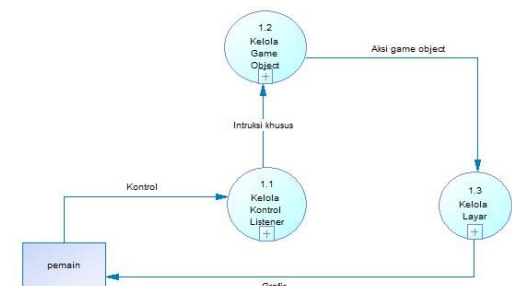 1.2
Kelola
Game
Object
Aksi game object
Intruksi khusus
Kontrol
1.1
Kelola
Kontrol
Listener
1.3
Kelola
Layar
pemain
Grafis